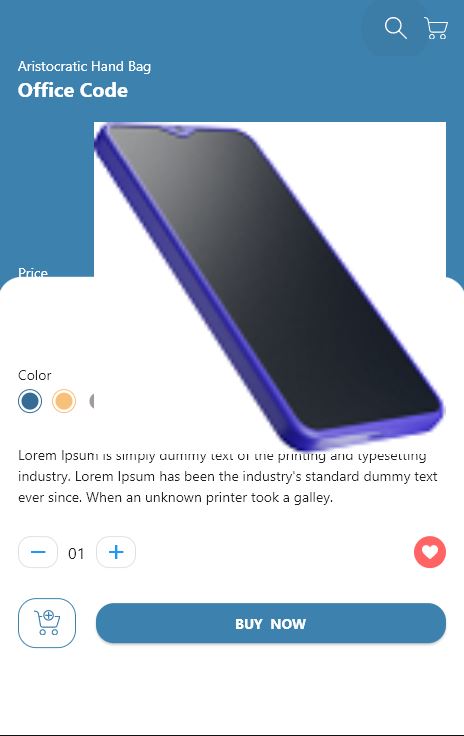 Aristocratic Hand Bag
Office Code
Price
Color
Lorem Ipsum is simply dummy text of the printing and typesetting
industry. Lorem Ipsum has been the industry's standard dummy text
ever since. When an unknown printer took a galley.
01
BUY NOW